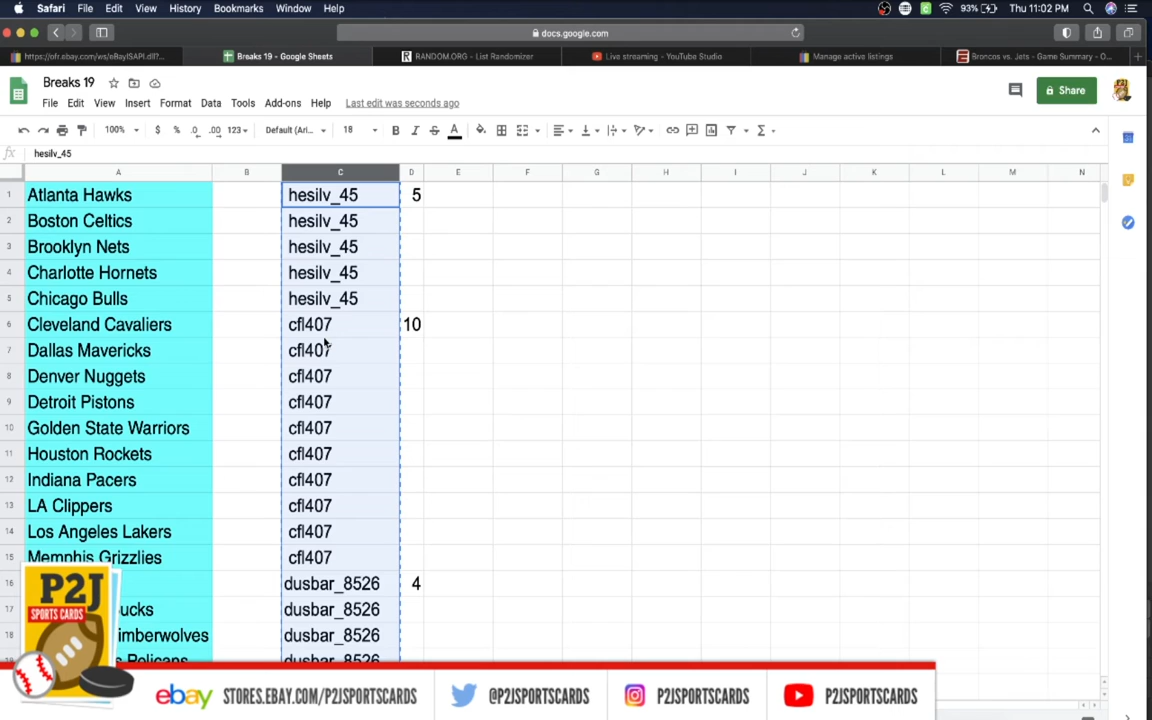 Safari File Edit View History Bookmarks Window Help 93% Thu 11:02 PM
docs.google.com
https://ofr.ebay.com/ws/eBayISAPI.dll?... Breaks 19 - Google Sheets RANDOM.ORG - List Randomizer Live streaming - YouTube Studio Manage active listings Broncos vs. Jets - Game Summary - O...
Breaks 19
File Edit View Insert Format Data Tools Add-ons Help Last edit was seconds ago
Share
100% $ % .0 .00 123 Default (Ari... 18 B I S A
fx hesilv_45
A B C D E F G H I J K L M N
1 Atlanta Hawks hesilv_45 5
2 Boston Celtics hesilv_45
3 Brooklyn Nets hesilv_45
4 Charlotte Hornets hesilv_45
5 Chicago Bulls hesilv_45
6 Cleveland Cavaliers cfl407 10
7 Dallas Mavericks cfl407
8 Denver Nuggets cfl407
9 Detroit Pistons cfl407
10 Golden State Warriors cfl407
11 Houston Rockets cfl407
12 Indiana Pacers cfl407
13 LA Clippers cfl407
14 Los Angeles Lakers cfl407
15 Memphis Grizzlies cfl407
16 dusbar_8526 4
17 ucks dusbar_8526
18 imberwolves dusbar_8526
s Pelicans dusbar_8526
P2J
SPORTS CARDS
ebay STORES.EBAY.COM/P2JSPORTSCARDS @P2JSPORTSCARDS P2JSPORTSCARDS P2JSPORTSCARDS